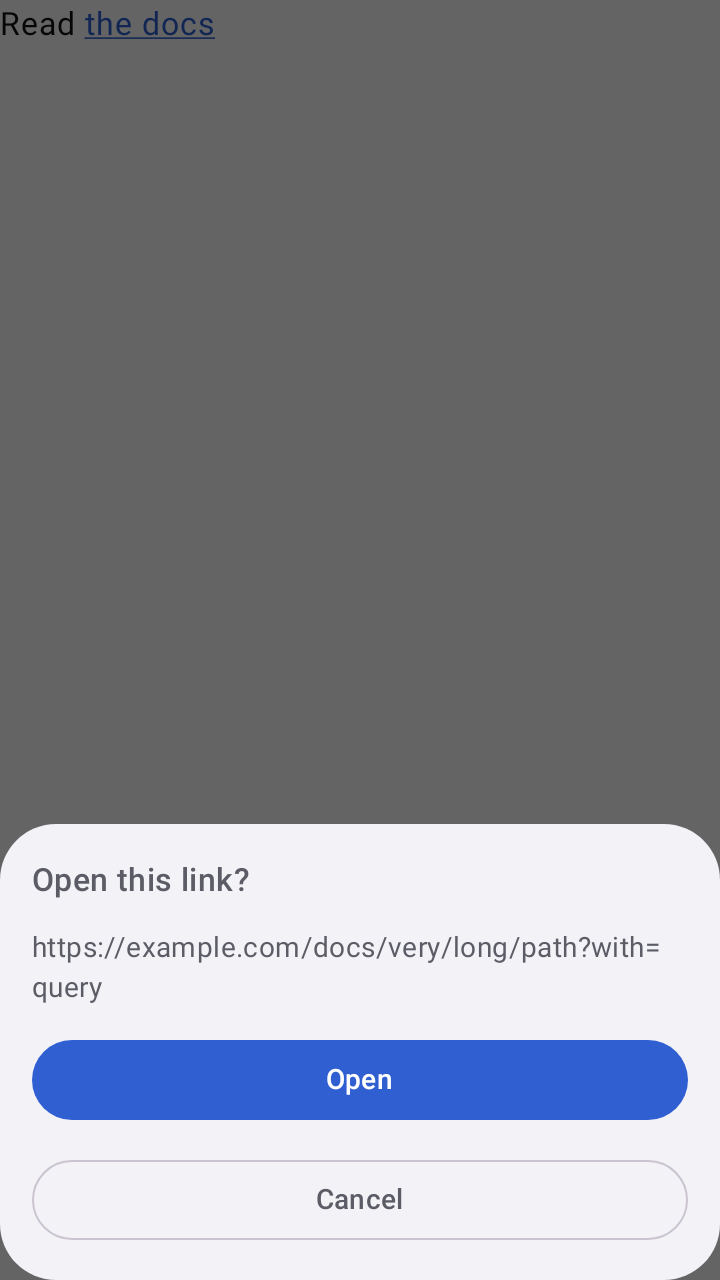 Read the docs
Open this link?
https://example.com/docs/very/long/path?with=
query
Open
Cancel